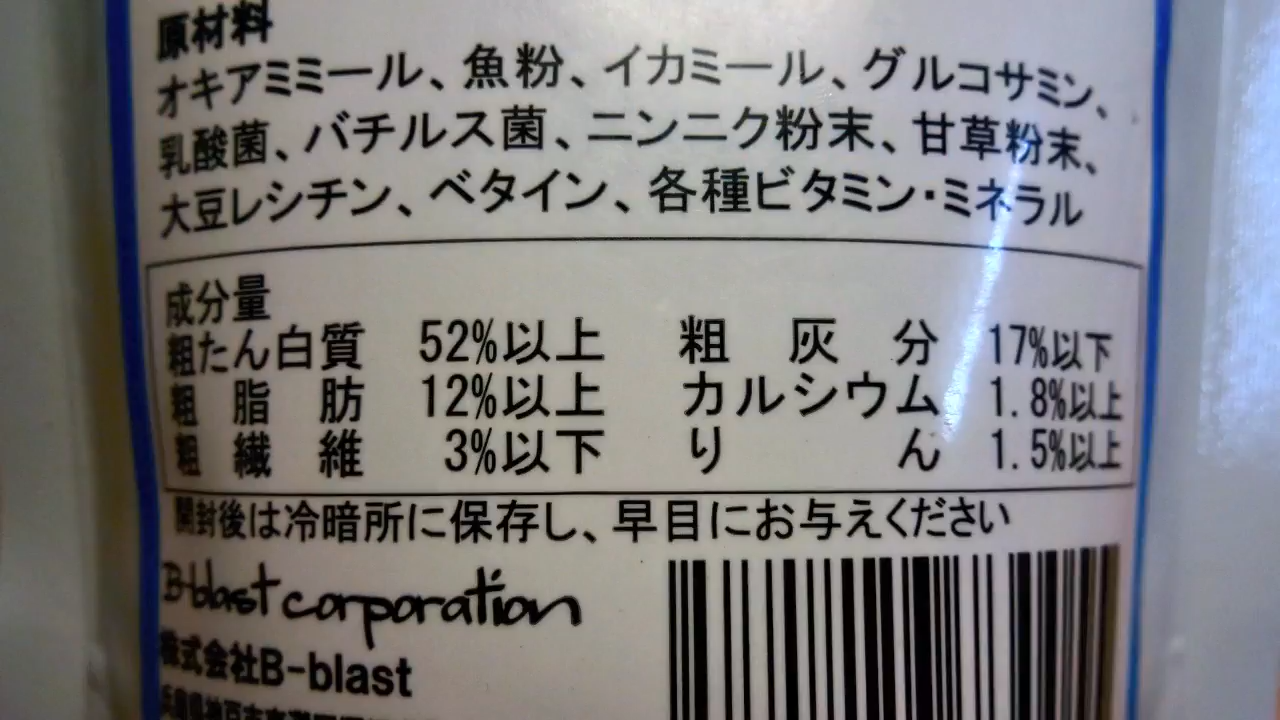 原材料
オキアミミール、魚粉、イカミール、グルコサミン、
乳酸菌、バチルス菌、ニンニク粉末、甘草粉末、
大豆レシチン、ベタイン、各種ビタミン・ミネラル
成分量
粗たん白質 52%以上 粗灰分 17%以下
粗脂肪 12%以上 カルシウム 1.8%以上
粗繊維 3%以下 りん 1.5%以上
開封後は冷暗所に保存し、早目にお与えください
B-blast corporation
株式会社B-blast